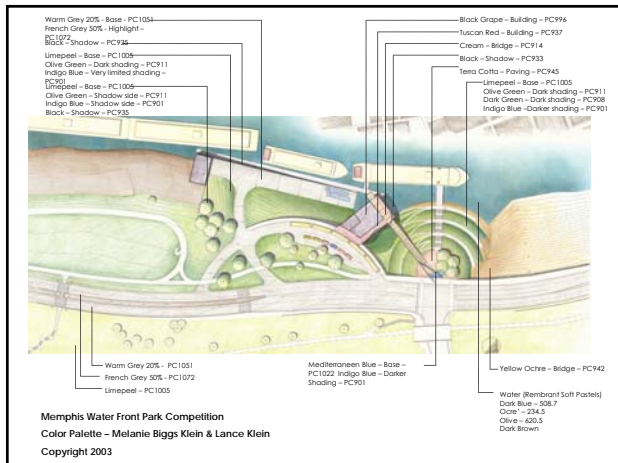 Warm Grey 20% - Base - PC1051
French Grey 50% - Highlight –
PC1072
Black – Shadow – PC935
Limepeel – Base – PC1005
Olive Green – Dark shading – PC911
Indigo Blue – Very limited shading –
PC901
Limepeel – Base – PC1005
Olive Green – Shadow side – PC911
Indigo Blue – Shadow side – PC901
Black – Shadow – PC935
Black Grape – Building – PC996
Tuscan Red – Building – PC937
Cream – Bridge – PC914
Black – Shadow – PC933
Terra Cotta – Paving – PC945
Limepeel – Base – PC1005
Olive Green – Dark shading – PC911
Dark Green – Dark shading – PC908
Indigo Blue –Darker shading – PC901
Warm Grey 20% - PC1051
French Grey 50% - PC1072
Limepeel – PC1005
Mediterraneen Blue – Base –
PC1022 Indigo Blue – Darker
Shading – PC901
Yellow Ochre – Bridge – PC942
Water (Rembrant Soft Pastels)
Dark Blue – 508.7
Ocre' – 234.5
Olive – 620.5
Dark Brown
Memphis Water Front Park Competition
Color Palette – Melanie Biggs Klein & Lance Klein
Copyright 2003